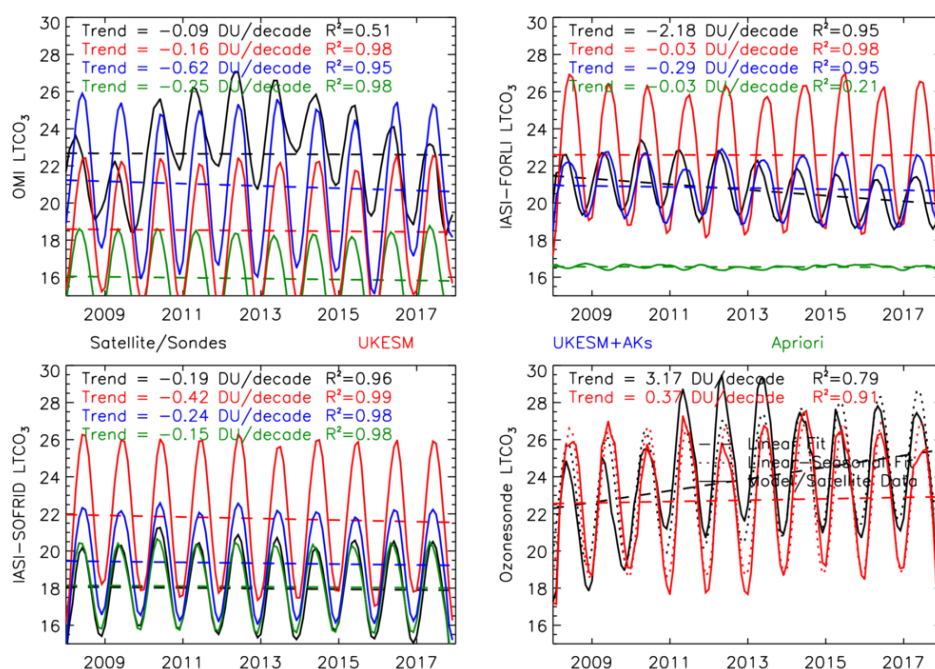 30
28
26
24
22
20
18
16
OMI LTCO3
Trend = −0.09 DU/decade R²=0.51
Trend = −0.16 DU/decade R²=0.98
Trend = −0.62 DU/decade R²=0.95
Trend = −0.25 DU/decade R²=0.98
2009 2011 2013 2015 2017
30
28
26
24
22
20
18
16
IASI−FORLI LTCO3
Trend = −2.18 DU/decade R²=0.95
Trend = −0.03 DU/decade R²=0.98
Trend = −0.29 DU/decade R²=0.95
Trend = −0.03 DU/decade R²=0.21
2009 2011 2013 2015 2017
Satellite/Sondes UKESM UKESM+AKs Apriori
30
28
26
24
22
20
18
16
IASI−SOFRID LTCO3
Trend = −0.19 DU/decade R²=0.96
Trend = −0.42 DU/decade R²=0.99
Trend = −0.24 DU/decade R²=0.98
Trend = −0.15 DU/decade R²=0.98
2009 2011 2013 2015 2017
30
28
26
24
22
20
18
16
Ozonesonde LTCO3
Trend = 3.17 DU/decade R²=0.79
Trend = 0.37 DU/decade R²=0.91
Linear Fit
Linear−Seasonal Fit
Model/Satellite Data
2009 2011 2013 2015 2017